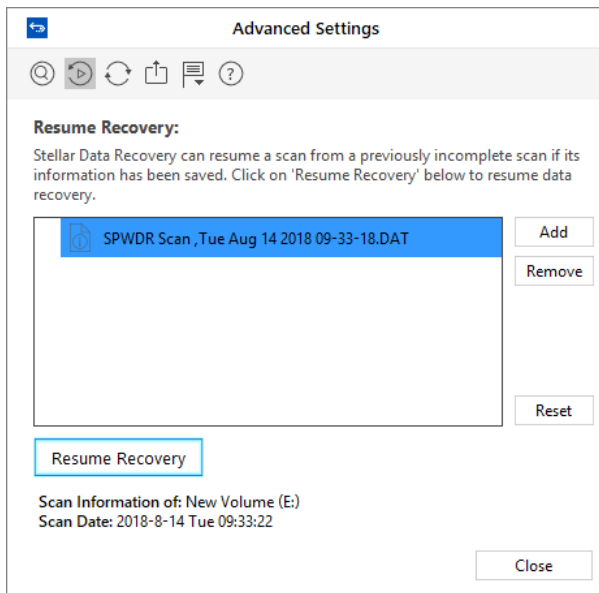 Advanced Settings
Resume Recovery:
Stellar Data Recovery can resume a scan from a previously incomplete scan if its
information has been saved. Click on 'Resume Recovery' below to resume data
recovery.
SPWDR Scan ,Tue Aug 14 2018 09-33-18.DAT
Add
Remove
Reset
Resume Recovery
Scan Information of: New Volume (E:)
Scan Date: 2018-8-14 Tue 09:33:22
Close